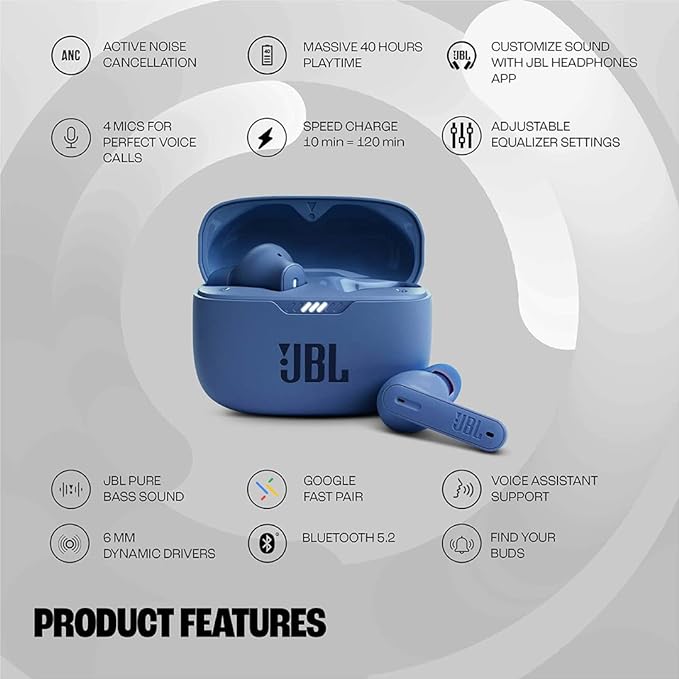 ANC
ACTIVE NOISE
CANCELLATION
MASSIVE 40 HOURS
PLAYTIME
JBL
CUSTOMIZE SOUND
WITH JBL HEADPHONES
APP
4 MICS FOR
PERFECT VOICE
CALLS
SPEED CHARGE
10 min = 120 min
ADJUSTABLE
EQUALIZER SETTINGS
JBL
JBL
JBL PURE
BASS SOUND
GOOGLE
FAST PAIR
VOICE ASSISTANT
SUPPORT
6 MM
DYNAMIC DRIVERS
BLUETOOTH 5.2
FIND YOUR
BUDS
PRODUCT FEATURES